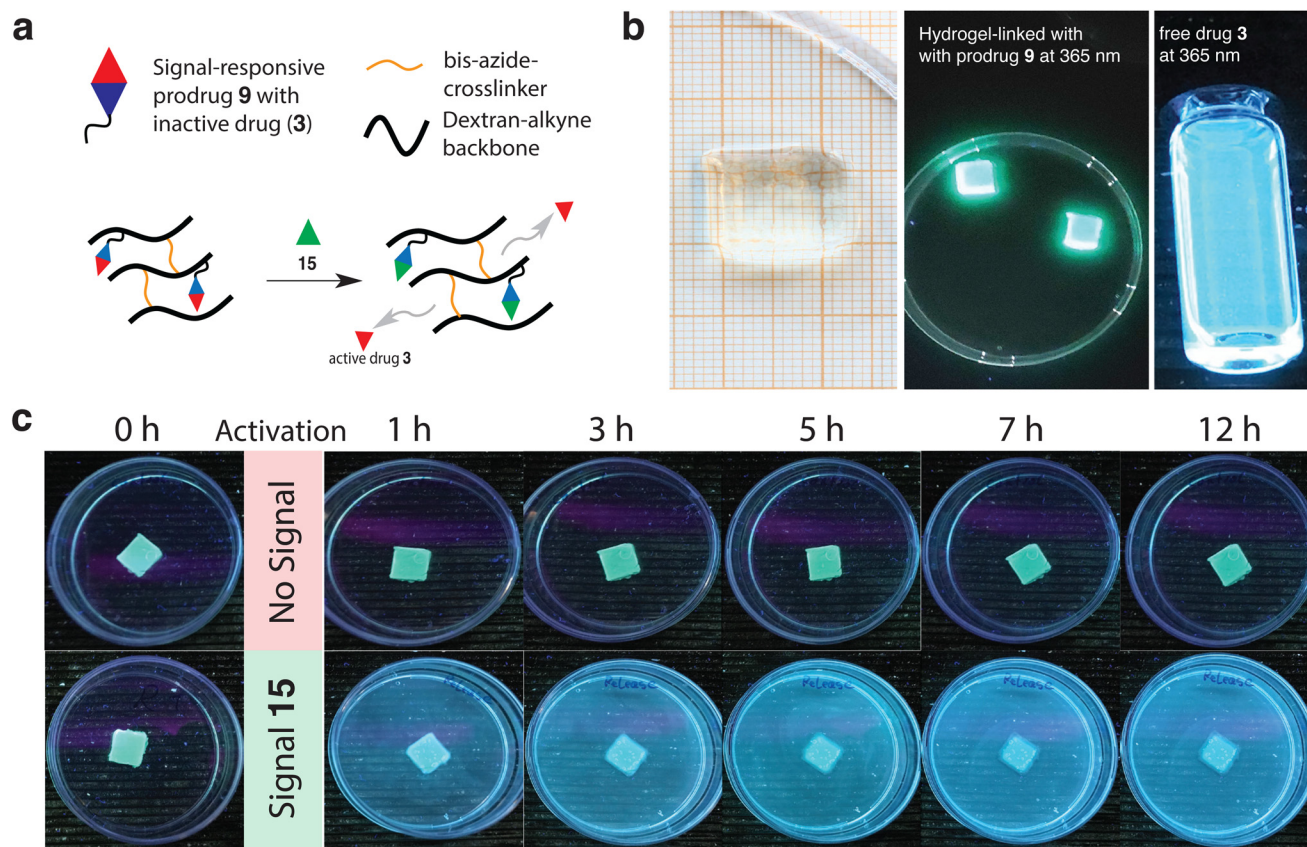 a
Signal-responsive
prodrug 9 with
inactive drug (3)
bis-azide-
crosslinker
Dextran-alkyne
backbone
15
active drug 3
b
Hydrogel-linked with
with prodrug 9 at 365 nm
free drug 3
at 365 nm
c
0 h
Activation
1 h
3 h
5 h
7 h
12 h
No Signal
Signal 15
Release
Release
Release
Release